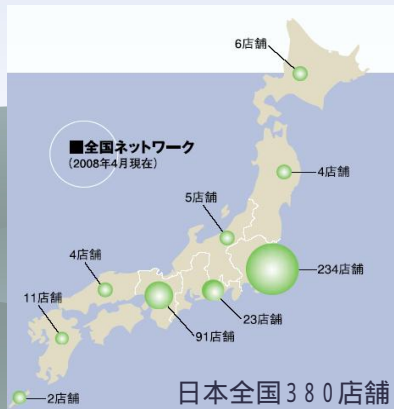 6店舗
■全国ネットワーク
(2008年4月現在)
4店舗
5店舗
4店舗
234店舗
11店舗
23店舗
91店舗
2店舗
日本全国380店舗